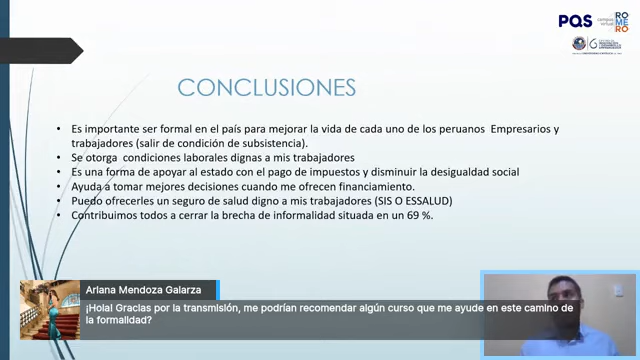 PQS
campus
virtual
RO
ME
RO
CONCLUSIONES
• Es importante ser formal en el país para mejorar la vida de cada uno de los peruanos Empresarios y
trabajadores (salir de condición de subsistencia).
• Se otorga condiciones laborales dignas a mis trabajadores
• Es una forma de apoyar al estado con el pago de impuestos y disminuir la desigualdad social
• Ayuda a tomar mejores decisiones cuando me ofrecen financiamiento.
• Puedo ofrecerles un seguro de salud digno a mis trabajadores (SIS O ESSALUD)
• Contribuimos todos a cerrar la brecha de informalidad situada en un 69 %.
Ariana Mendoza Galarza
¡Hola! Gracias por la transmisión, me podrían recomendar algún curso que me ayude en este camino de
la formalidad?